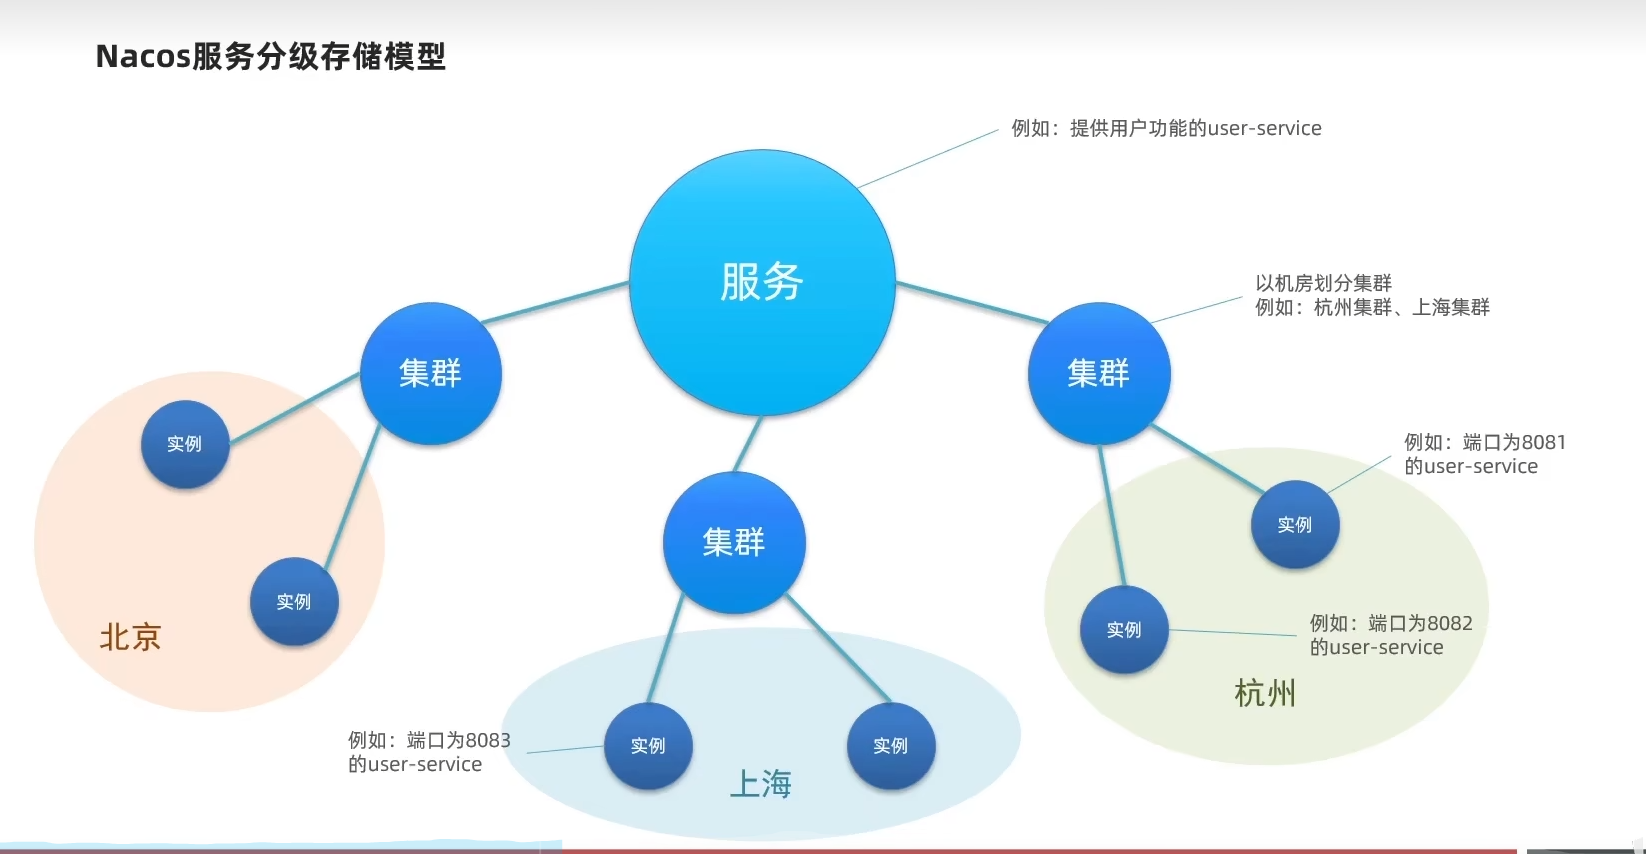 Nacos服务分级存储模型
例如：提供用户功能的user-service
服务
以机房划分集群
例如：杭州集群、上海集群
集群
集群
例如：端口为8081
的user-service
实例
实例
集群
实例
实例
例如：端口为8082
的user-service
实例
北京
杭州
例如：端口为8083
的user-service
实例
实例
上海